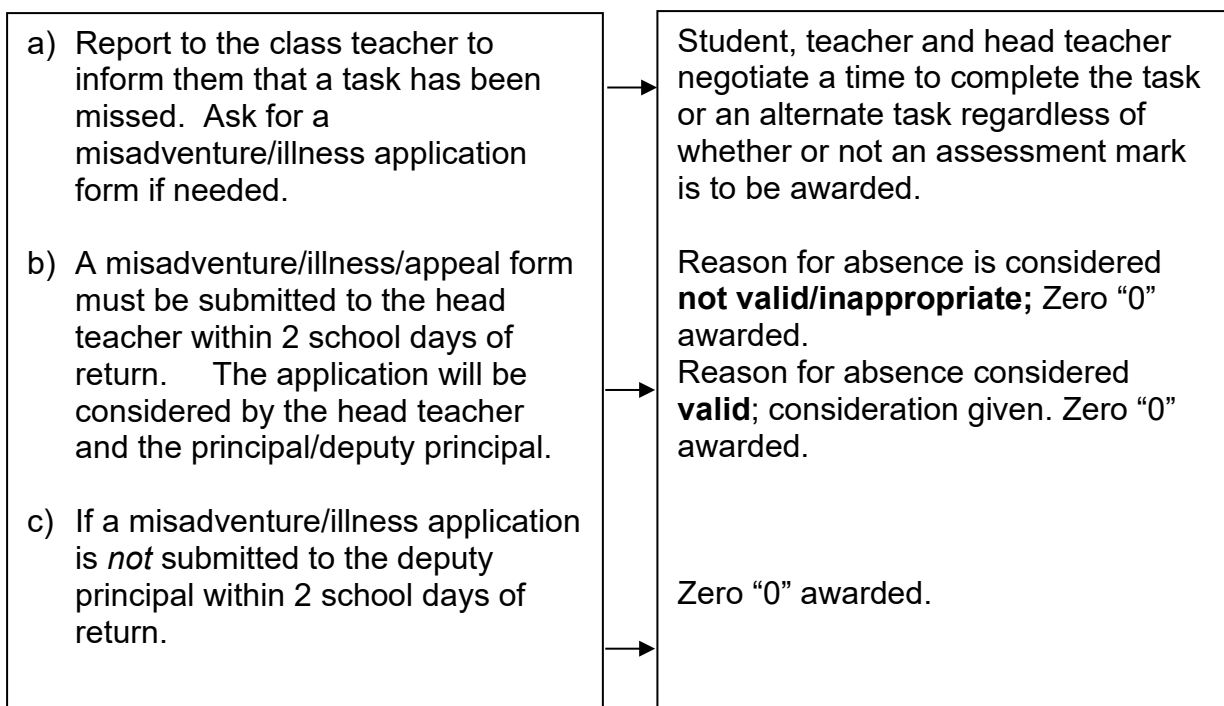 a) Report to the class teacher to
inform them that a task has been
missed.  Ask for a
misadventure/illness application
form if needed.
b) A misadventure/illness/appeal form
must be submitted to the head
teacher within 2 school days of
return.     The application will be
considered by the head teacher
and the principal/deputy principal.
c) If a misadventure/illness application
is not submitted to the deputy
principal within 2 school days of
return.
Student, teacher and head teacher
negotiate a time to complete the task
or an alternate task regardless of
whether or not an assessment mark
is to be awarded.
Reason for absence is considered
not valid/inappropriate; Zero “0”
awarded.
Reason for absence considered
valid; consideration given. Zero “0”
awarded.
Zero “0” awarded.